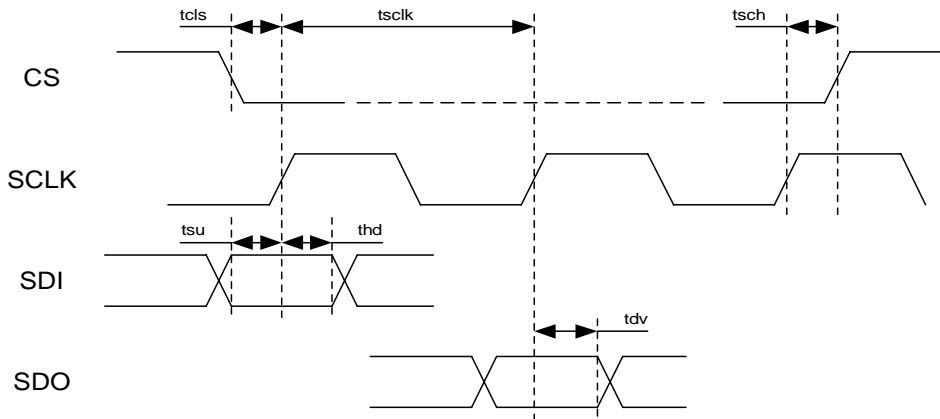 tcls
tsclk
tsch
CS
SCLK
tsu
thd
SDI
tdv
SDO